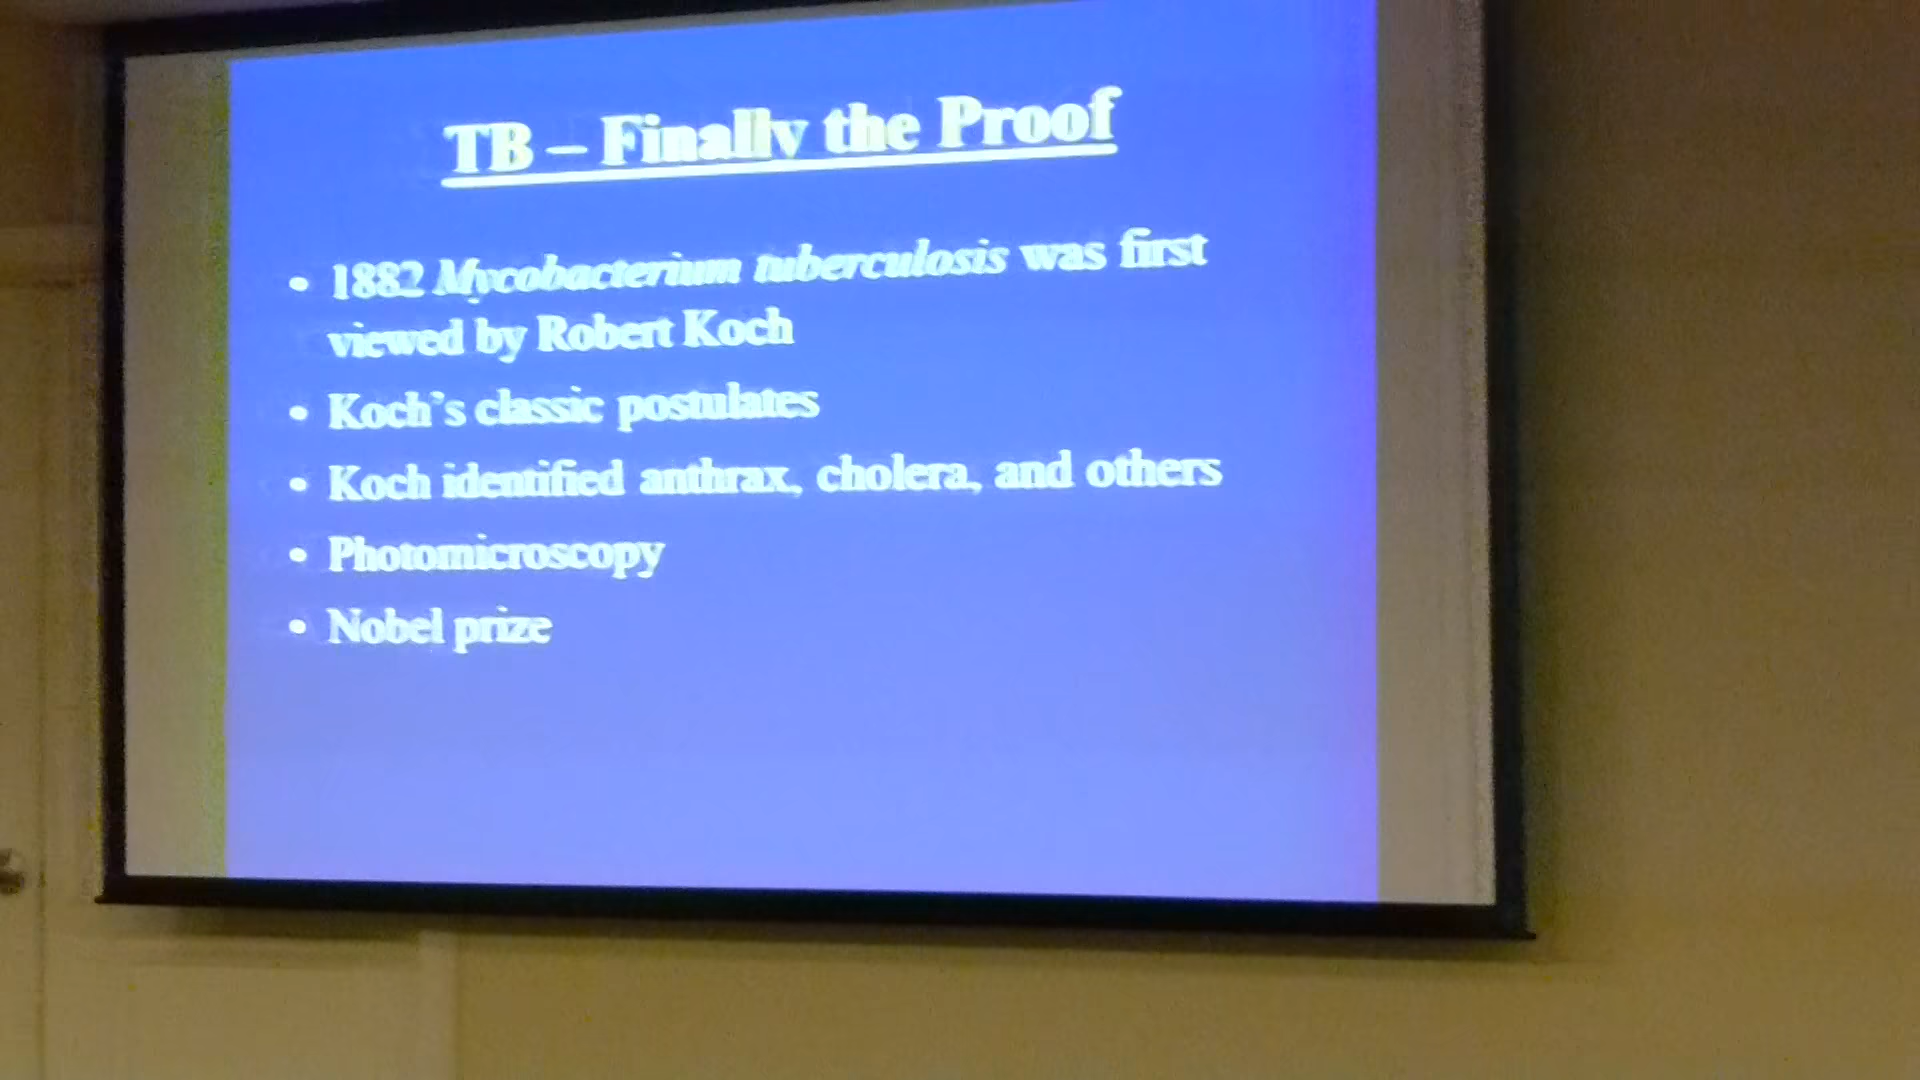 TB – Finally the Proof
• 1882 Mycobacterium tuberculosis was first
viewed by Robert Koch
• Koch's classic postulates
• Koch identified anthrax, cholera, and others
• Photomicroscopy
• Nobel prize